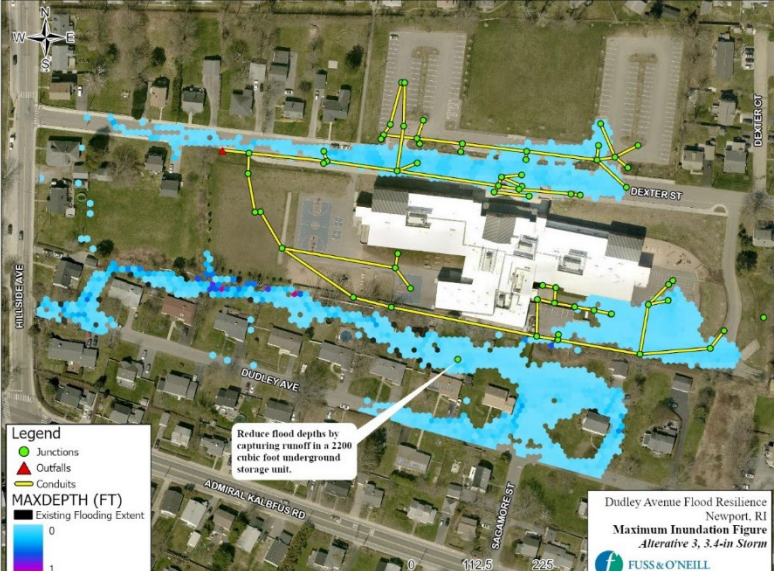 N
W E
S
DEXTER CT
DEXTER ST
HILLSIDE AVE
DUDLEY AVE
Reduce flood depths by
capturing runoff in a 2200
cubic foot underground
storage unit.
ADMIRAL KALBFUS RD
SAGAMORE ST
Legend
Junctions
Outfalls
Conduits
MAXDEPTH (FT)
Existing Flooding Extent
0
1
0 112.5 225
Dudley Avenue Flood Resilience
Newport, RI
Maximum Inundation Figure
Alterative 3, 3.4-in Storm
FUSS & O'NEILL